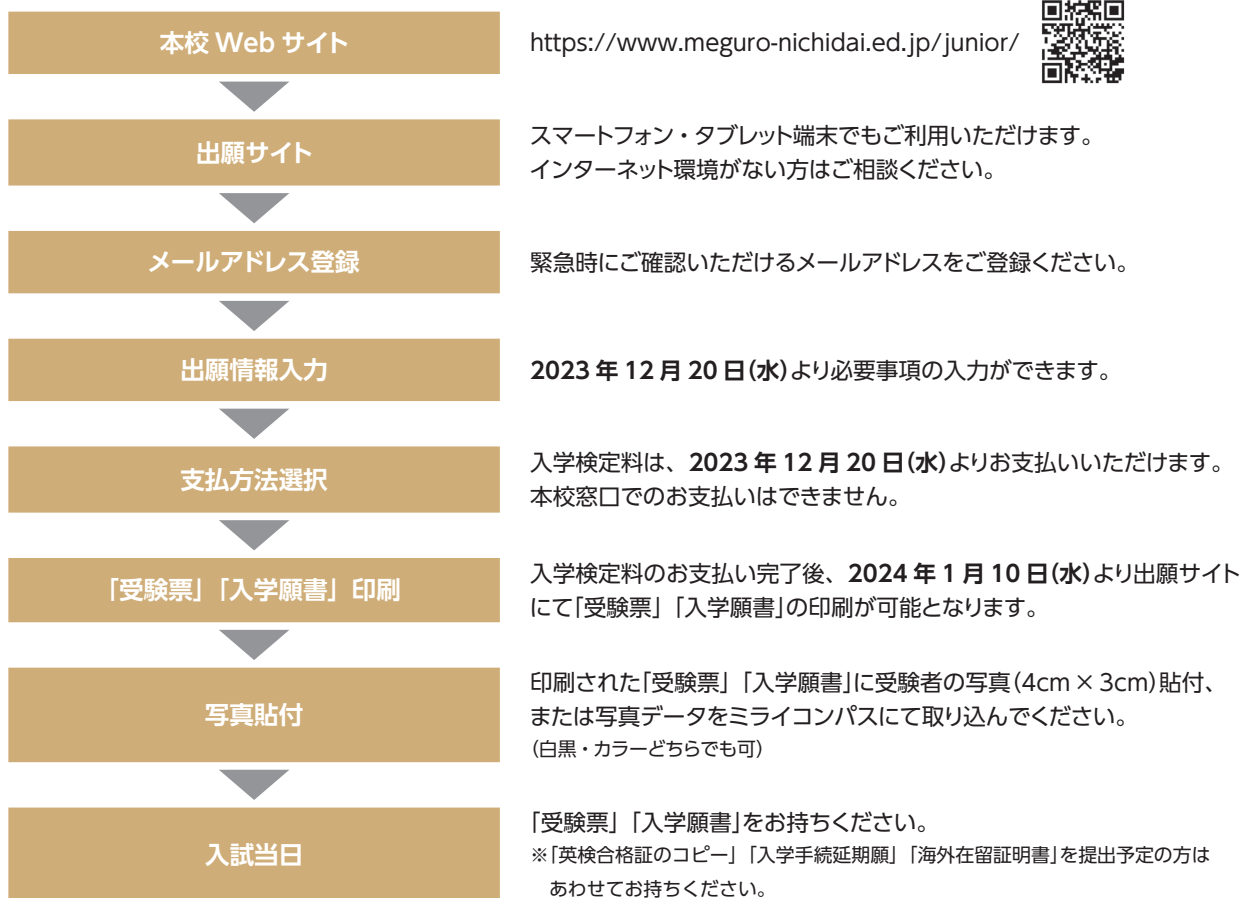 本校 Web サイト
https://www.meguro-nichidai.ed.jp/junior/
出願サイト
スマートフォン・タブレット端末でもご利用いただけます。
インターネット環境がない方はご相談ください。
メールアドレス登録
緊急時にご確認いただけるメールアドレスをご登録ください。
出願情報入力
2023 年 12 月 20 日(水)より必要事項の入力ができます。
支払方法選択
入学検定料は、2023 年 12 月 20 日(水)よりお支払いいただけます。
本校窓口でのお支払いはできません。
「受験票」「入学願書」印刷
入学検定料のお支払い完了後、2024 年 1 月 10 日(水)より出願サイト
にて「受験票」「入学願書」の印刷が可能となります。
写真貼付
印刷された「受験票」「入学願書」に受験者の写真(4cm × 3cm)貼付、
または写真データをミライコンパスにて取り込んでください。
(白黒・カラーどちらでも可)
入試当日
「受験票」「入学願書」をお持ちください。
※「英検合格証のコピー」「入学手続延期願」「海外在留証明書」を提出予定の方は
あわせてお持ちください。